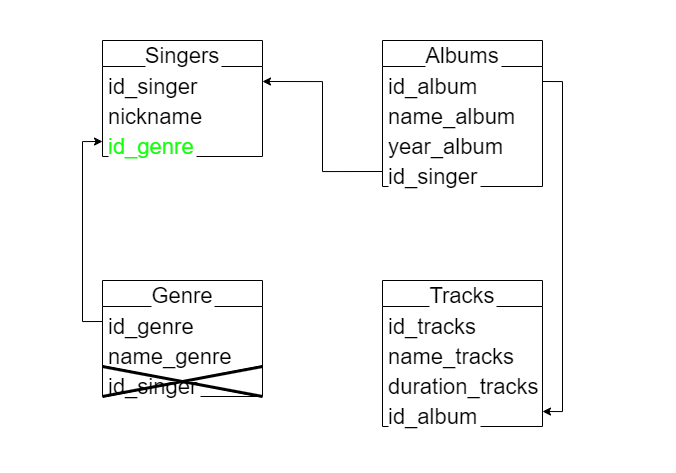 Singers
id_singer
nickname
id_genre
Albums
id_album
name_album
year_album
id_singer
Genre
id_genre
name_genre
id_singer
Tracks
id_tracks
name_tracks
duration_tracks
id_album